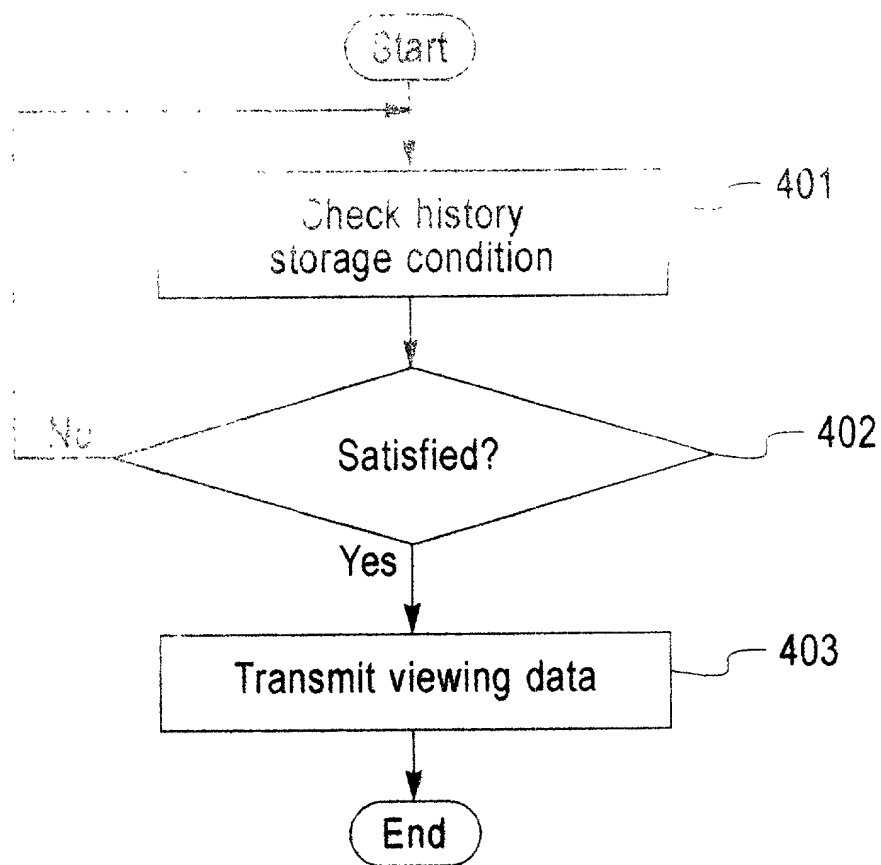 Start
Check history
401
storage condition
No
Satisfied?
402
Yes
Transmit viewing data
403
End